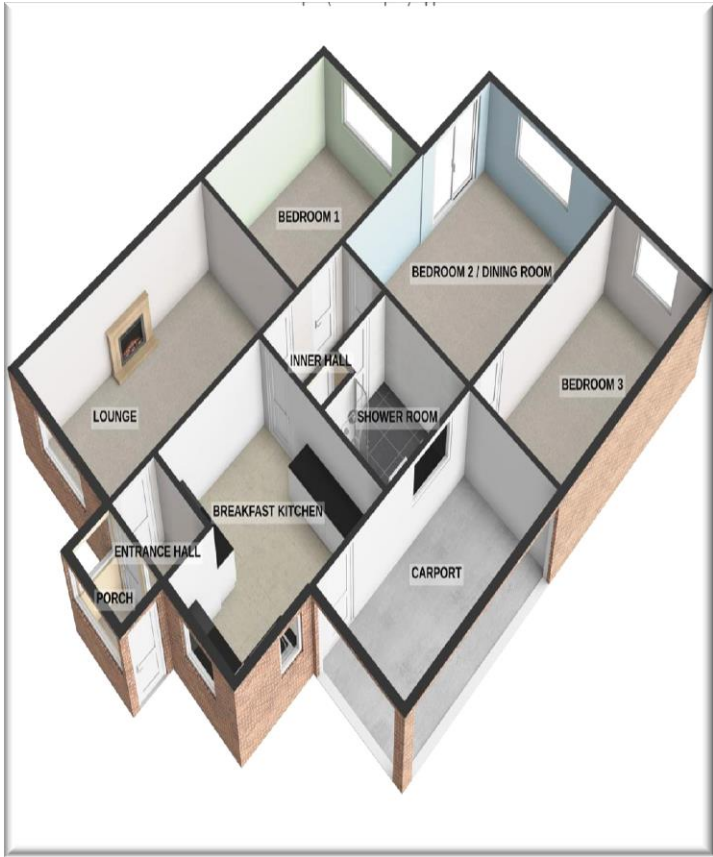 BEDROOM 1
BEDROOM 2 / DINING ROOM
INNER HALL
BEDROOM 3
LOUNGE
SHOWER ROOM
BREAKFAST KITCHEN
ENTRANCE HALL
CARPORT
PORCH